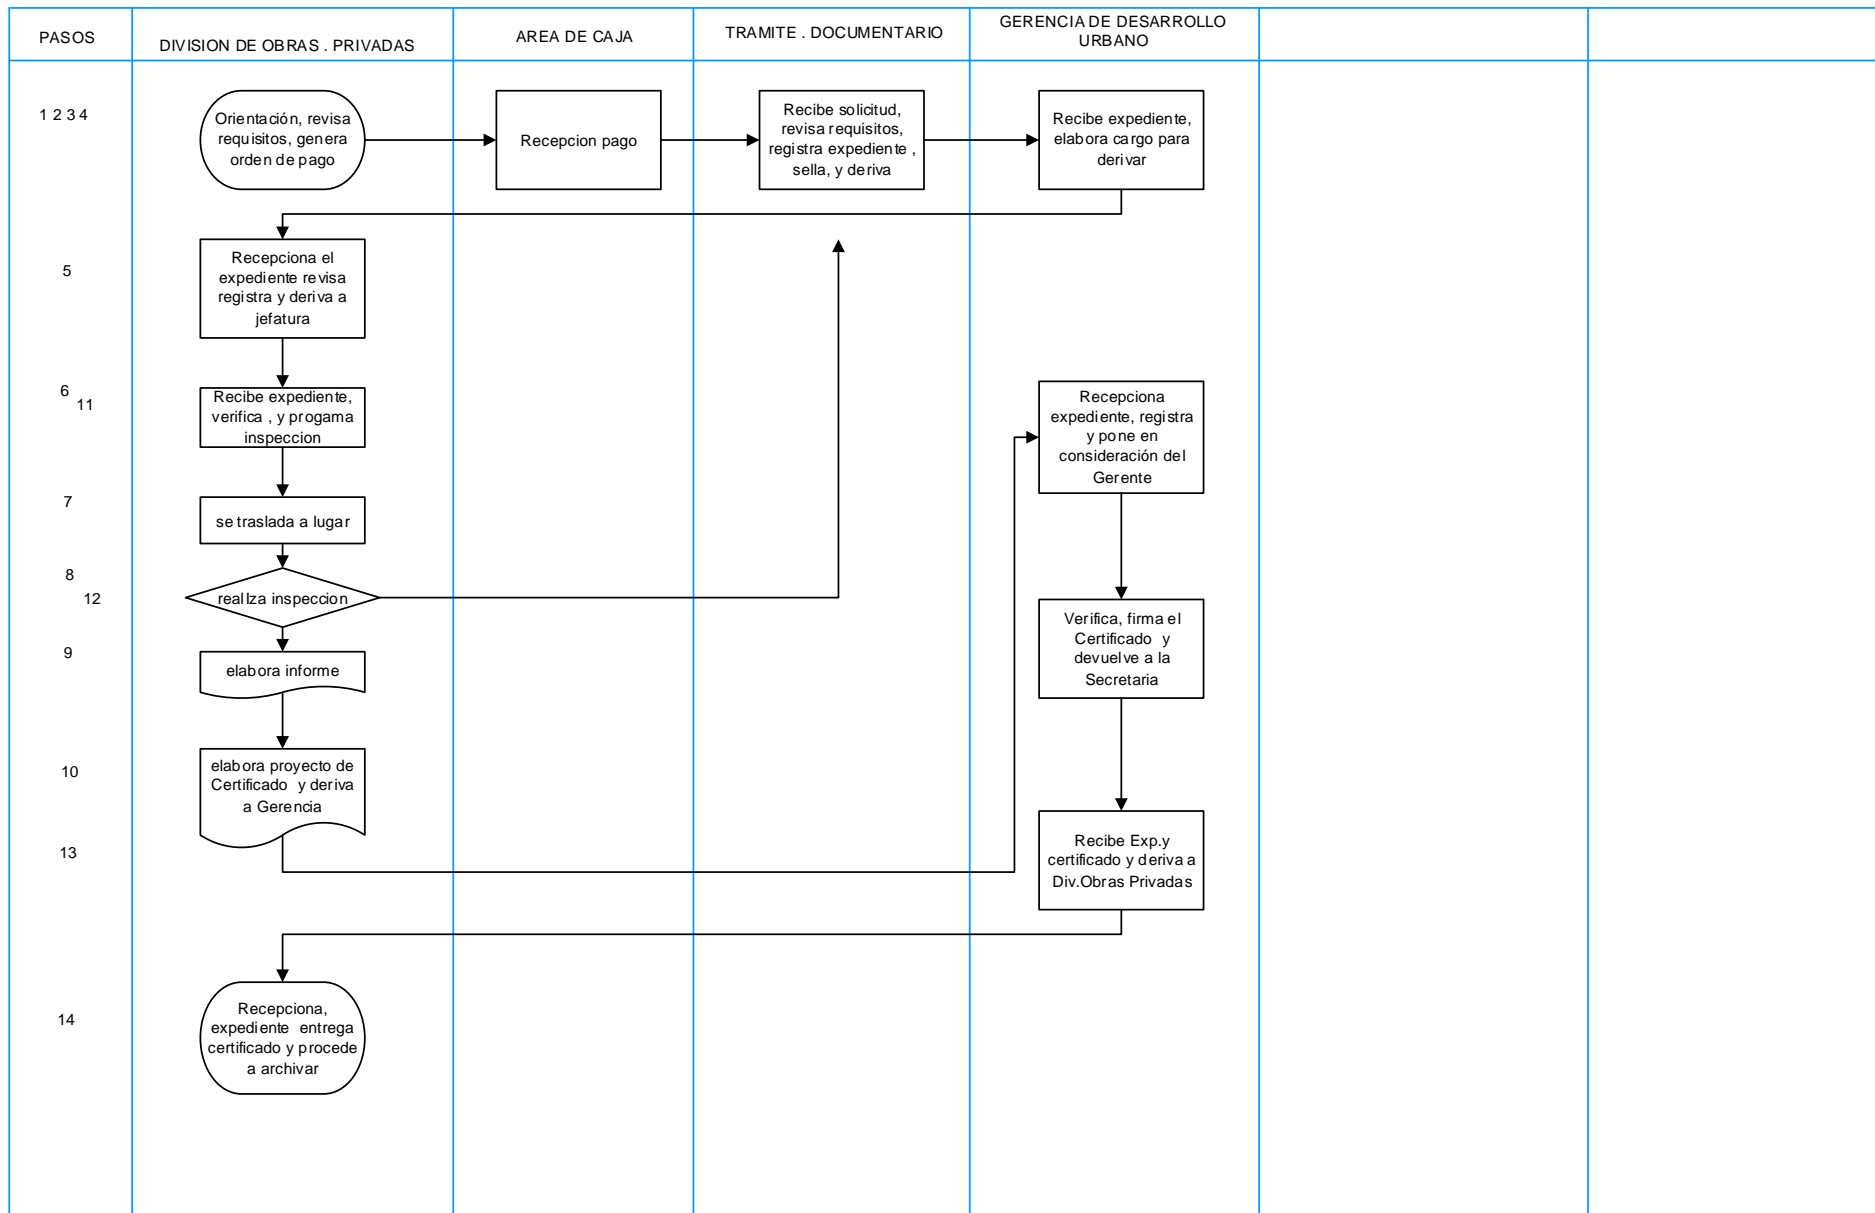 PASOS
DIVISION DE OBRAS . PRIVADAS
AREA DE CAJA
TRAMITE . DOCUMENTARIO
GERENCIA DE DESARROLLO
URBANO
1 2 3 4
Orientación, revisa
requisitos, genera
orden de pago
Recepcion pago
Recibe solicitud,
revisa requisitos,
registra expediente ,
sella, y deriva
Recibe expediente,
elabora cargo para
derivar
5
Recepciona el
expediente revisa
registra y deriva a
jefatura
6
11
Recibe expediente,
verifica , y progama
inspeccion
Recepciona
expediente, registra
y pone en
consideración del
Gerente
7
se traslada a lugar
8
12
realIza inspeccion
Verifica, firma el
Certificado y
devuelve a la
Secretaria
9
elabora informe
10
elabora proyecto de
Certificado y deriva
a Gerencia
13
Recibe Exp.y
certificado y deriva a
Div.Obras Privadas
14
Recepciona,
expediente entrega
certificado y procede
a archivar